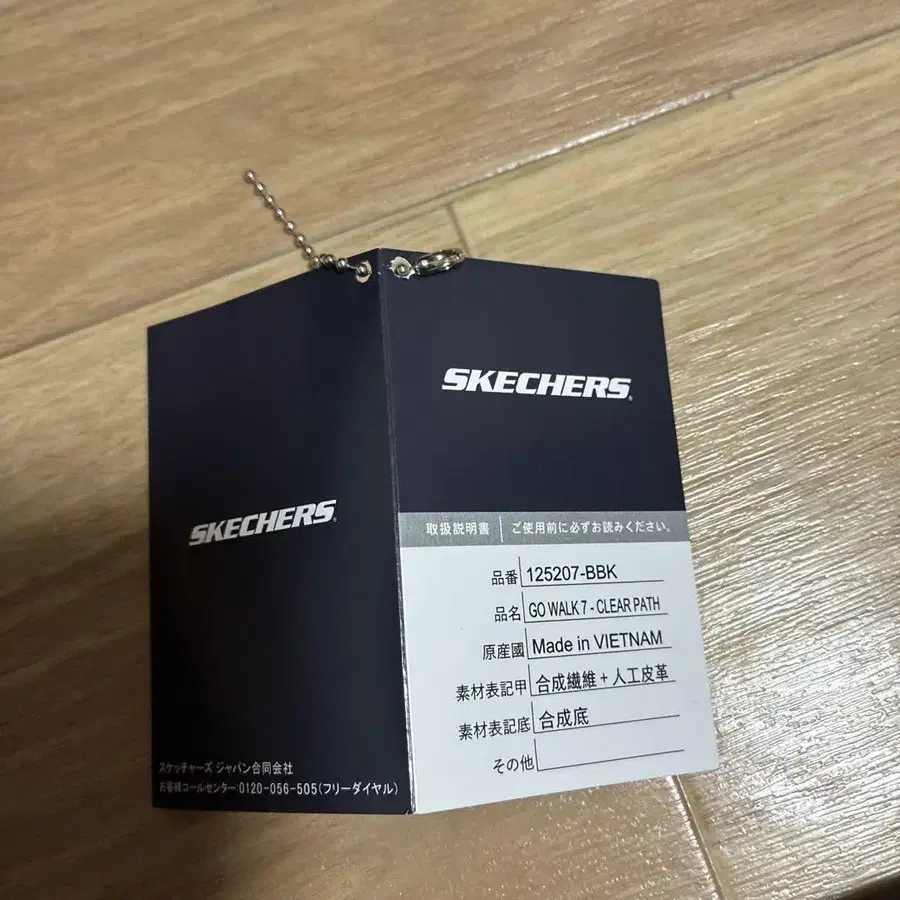 SKECHERS
スケッチャーズ ジャパン合同会社
お客様コールセンター:0120-056-505(フリーダイヤル)
SKECHERS
取扱説明書 ご使用前に必ずお読みください。
品番 125207-BBK
品名 GO WALK 7 - CLEAR PATH
原産國 Made in VIETNAM
素材表記甲 合成繊維+人工皮革
素材表記底 合成底
その他